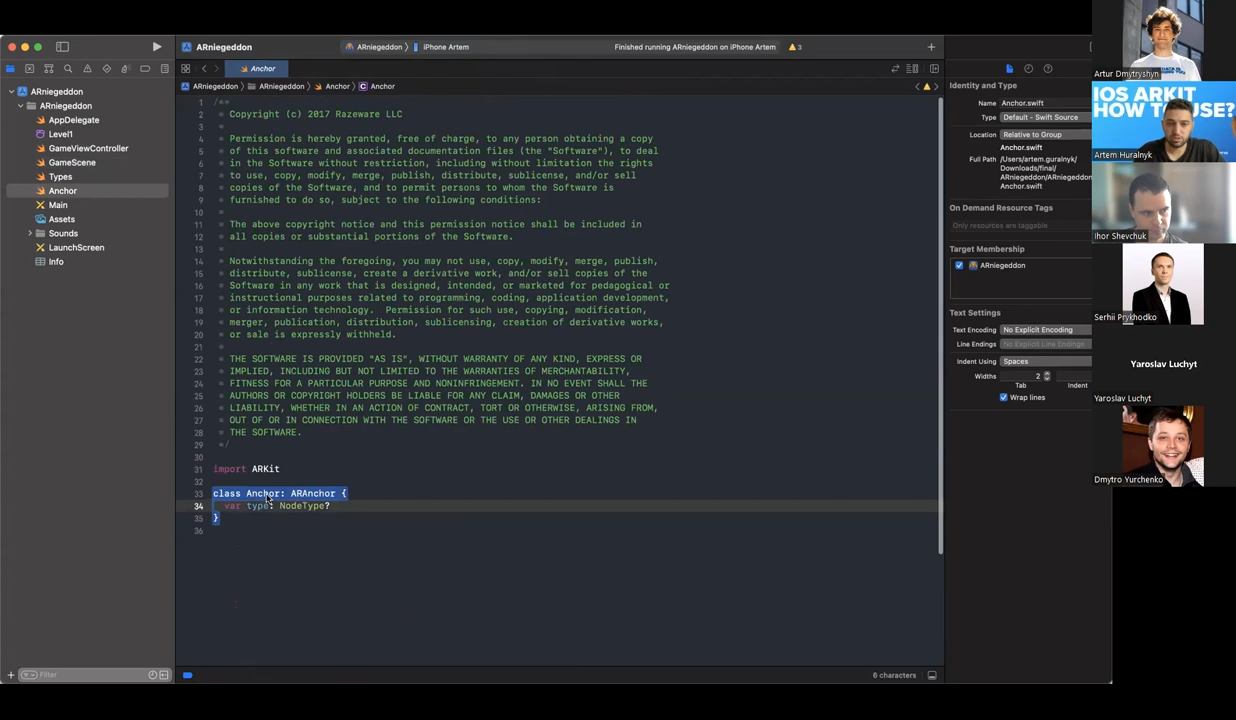 ARniegeddon
ARniegeddon
iPhone Artem
Finished running ARniegeddon on iPhone Artem
3
Anchor
ARniegeddon
ARniegeddon
Anchor
Anchor
ARniegeddon
ARniegeddon
AppDelegate
Level1
GameViewController
GameScene
Types
Anchor
Main
Assets
Sounds
LaunchScreen
Info
Filter
1 /**
2 * Copyright (c) 2017 Razeware LLC
3 *
4 * Permission is hereby granted, free of charge, to any person obtaining a copy
5 * of this software and associated documentation files (the "Software"), to deal
6 * in the Software without restriction, including without limitation the rights
7 * to use, copy, modify, merge, publish, distribute, sublicense, and/or sell
8 * copies of the Software, and to permit persons to whom the Software is
9 * furnished to do so, subject to the following conditions:
10 *
11 * The above copyright notice and this permission notice shall be included in
12 * all copies or substantial portions of the Software.
13 *
14 * Notwithstanding the foregoing, you may not use, copy, modify, merge, publish,
15 * distribute, sublicense, create a derivative work, and/or sell copies of the
16 * Software in any work that is designed, intended, or marketed for pedagogical or
17 * instructional purposes related to programming, coding, application development,
18 * or information technology.  Permission for such use, copying, modification,
19 * merger, publication, distribution, sublicensing, creation of derivative works,
20 * or sale is expressly withheld.
21 *
22 * THE SOFTWARE IS PROVIDED "AS IS", WITHOUT WARRANTY OF ANY KIND, EXPRESS OR
23 * IMPLIED, INCLUDING BUT NOT LIMITED TO THE WARRANTIES OF MERCHANTABILITY,
24 * FITNESS FOR A PARTICULAR PURPOSE AND NONINFRINGEMENT. IN NO EVENT SHALL THE
25 * AUTHORS OR COPYRIGHT HOLDERS BE LIABLE FOR ANY CLAIM, DAMAGES OR OTHER
26 * LIABILITY, WHETHER IN AN ACTION OF CONTRACT, TORT OR OTHERWISE, ARISING FROM,
27 * OUT OF OR IN CONNECTION WITH THE SOFTWARE OR THE USE OR OTHER DEALINGS IN
28 * THE SOFTWARE.
29 */
30
31 import ARKit
32
33 class Anchor: ARAnchor {
34 var type: NodeType?
35 }
36
6 characters
Identity and Type
Name Anchor.swift
Type Default - Swift Source
Location Relative to Group
Anchor.swift
Full Path /Users/artem.guralnyk/
Downloads/final/
ARniegeddon/ARniegeddon
Anchor.swift
On Demand Resource Tags
Only resources are taggable
Target Membership
ARniegeddon
Text Settings
Text Encoding No Explicit Encoding
Line Endings No Explicit Line Endings
Indent Using Spaces
Widths 2
Tab Indent
Wrap lines
Artur Dmytryshyn
IOS ARKIT
HOW TO USE?
Artem Huralnyk
Ihor Shevchuk
Serhii Prykhodko
Yaroslav Luchyt
Yaroslav Luchyt
Dmytro Yurchenko